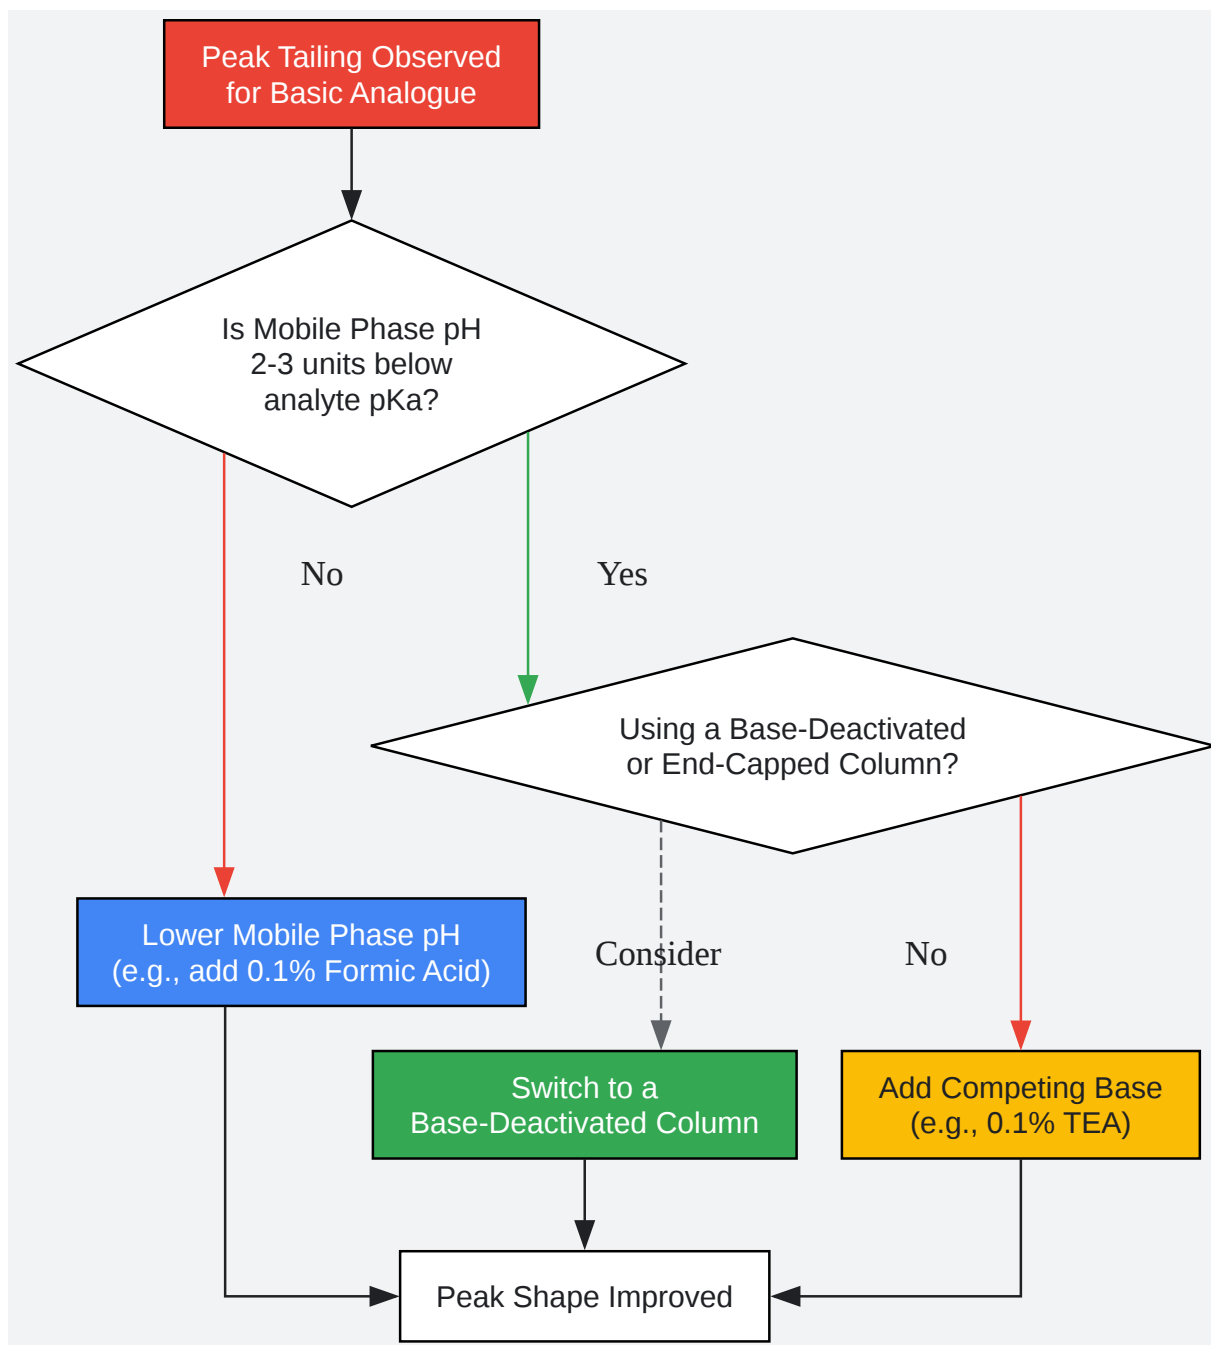 Peak Tailing Observed
for Basic Analogue
Is Mobile Phase pH
2-3 units below
analyte pKa?
No
Yes
Using a Base-Deactivated
or End-Capped Column?
Lower Mobile Phase pH
(e.g., add 0.1% Formic Acid)
Consider
No
Switch to a
Base-Deactivated Column
Add Competing Base
(e.g., 0.1% TEA)
Peak Shape Improved